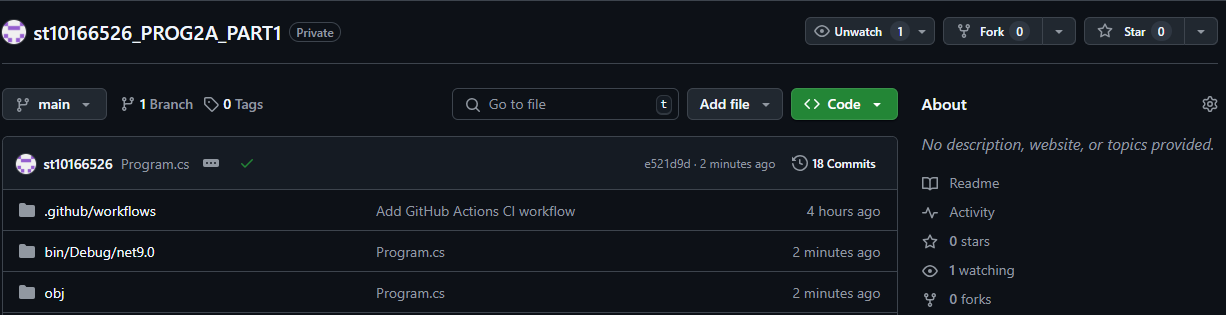 st10166526_PROG2A_PART1 Private Unwatch 1 Fork 0 Star 0
main 1 Branch 0 Tags Go to file t Add file Code About
No description, website, or topics provided.
st10166526 Program.cs e521d9d · 2 minutes ago 18 Commits
Readme
.github/workflows Add GitHub Actions CI workflow 4 hours ago Activity
0 stars
bin/Debug/net9.0 Program.cs 2 minutes ago
1 watching
obj Program.cs 2 minutes ago
0 forks